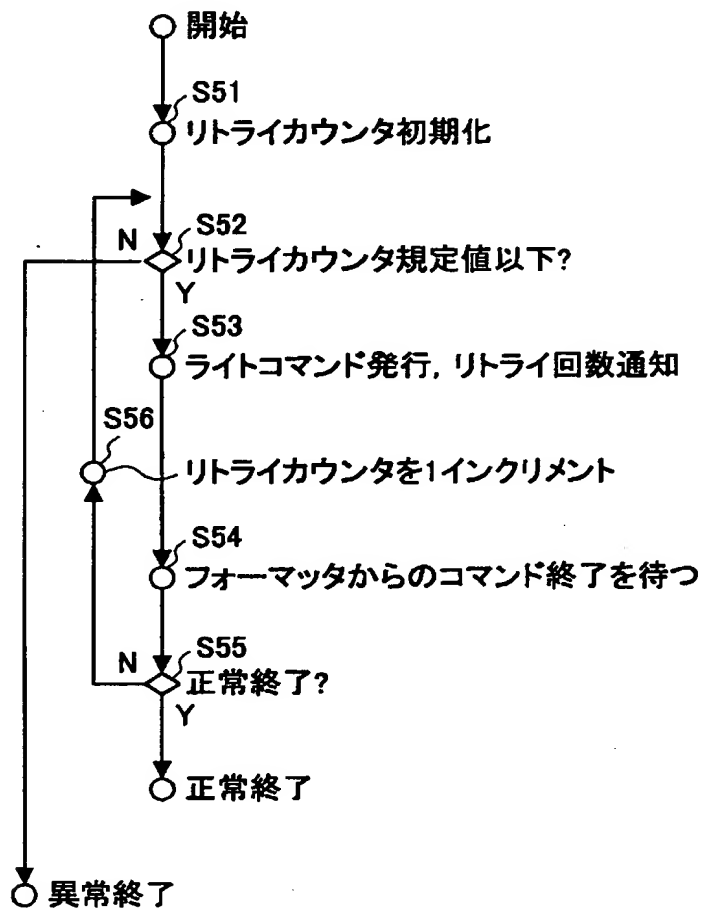 開始
S51
リトライカウンタ初期化
S52
N
リトライカウンタ規定値以下?
Y
S53
ライトコマンド発行, リトライ回数通知
S56
リトライカウンタを1インクリメント
S54
フォーマッタからのコマンド終了を待つ
S55
N
正常終了?
Y
正常終了
異常終了